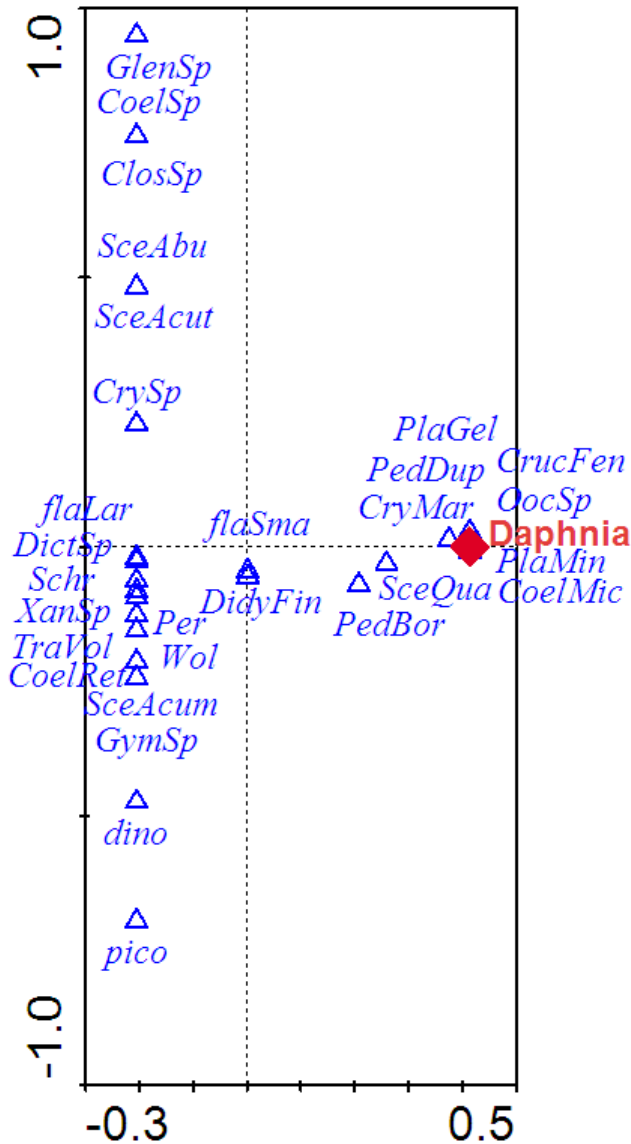 1.0
GlenSp
CoelSp
ClosSp
SceAbu
SceAcut
CrySp
PlaGel
PedDup CrucFen
flaLar flaSma CryMar OocSp
DictSp Daphnia
Schr DidyFin SceQua PlaMin
XanSp Per PedBor CoelMic
TraVol Wol
CoelRet
SceAcum
GymSp
dino
pico
-1.0
-0.3 0.5